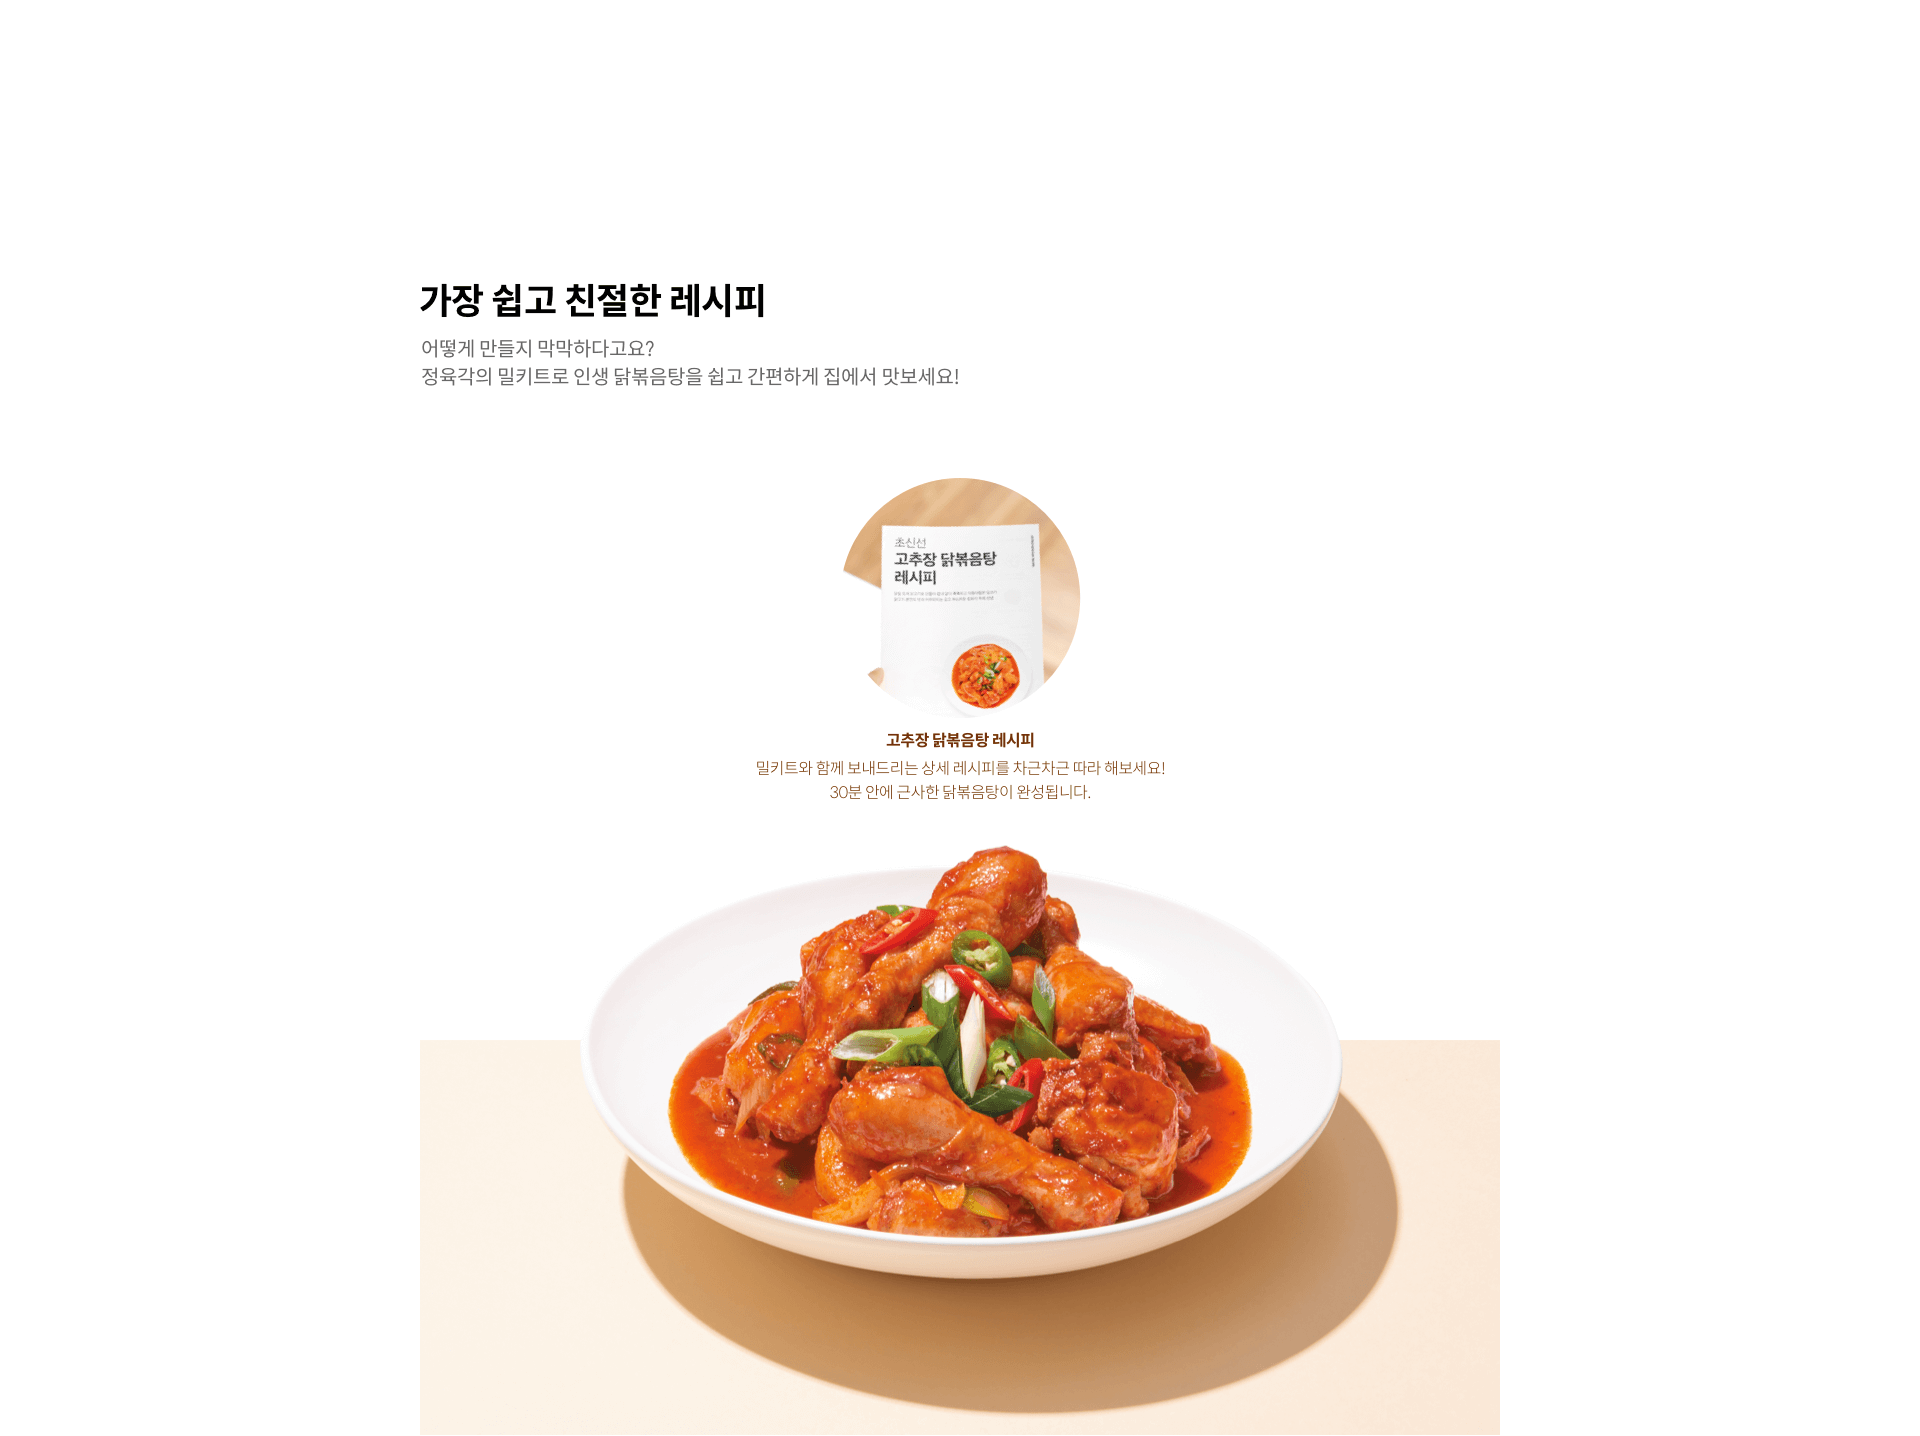 가장 쉽고 친절한 레시피
어떻게 만들지 막막하다고요?
정육각의 밀키트로 인생 닭볶음탕을 쉽고 간편하게 집에서 맛보세요!
초신선
고추장 닭볶음탕
레시피
고추장 닭볶음탕 레시피
밀키트와 함께 보내드리는 상세 레시피를 차근차근 따라 해보세요!
30분 안에 근사한 닭볶음탕이 완성됩니다.